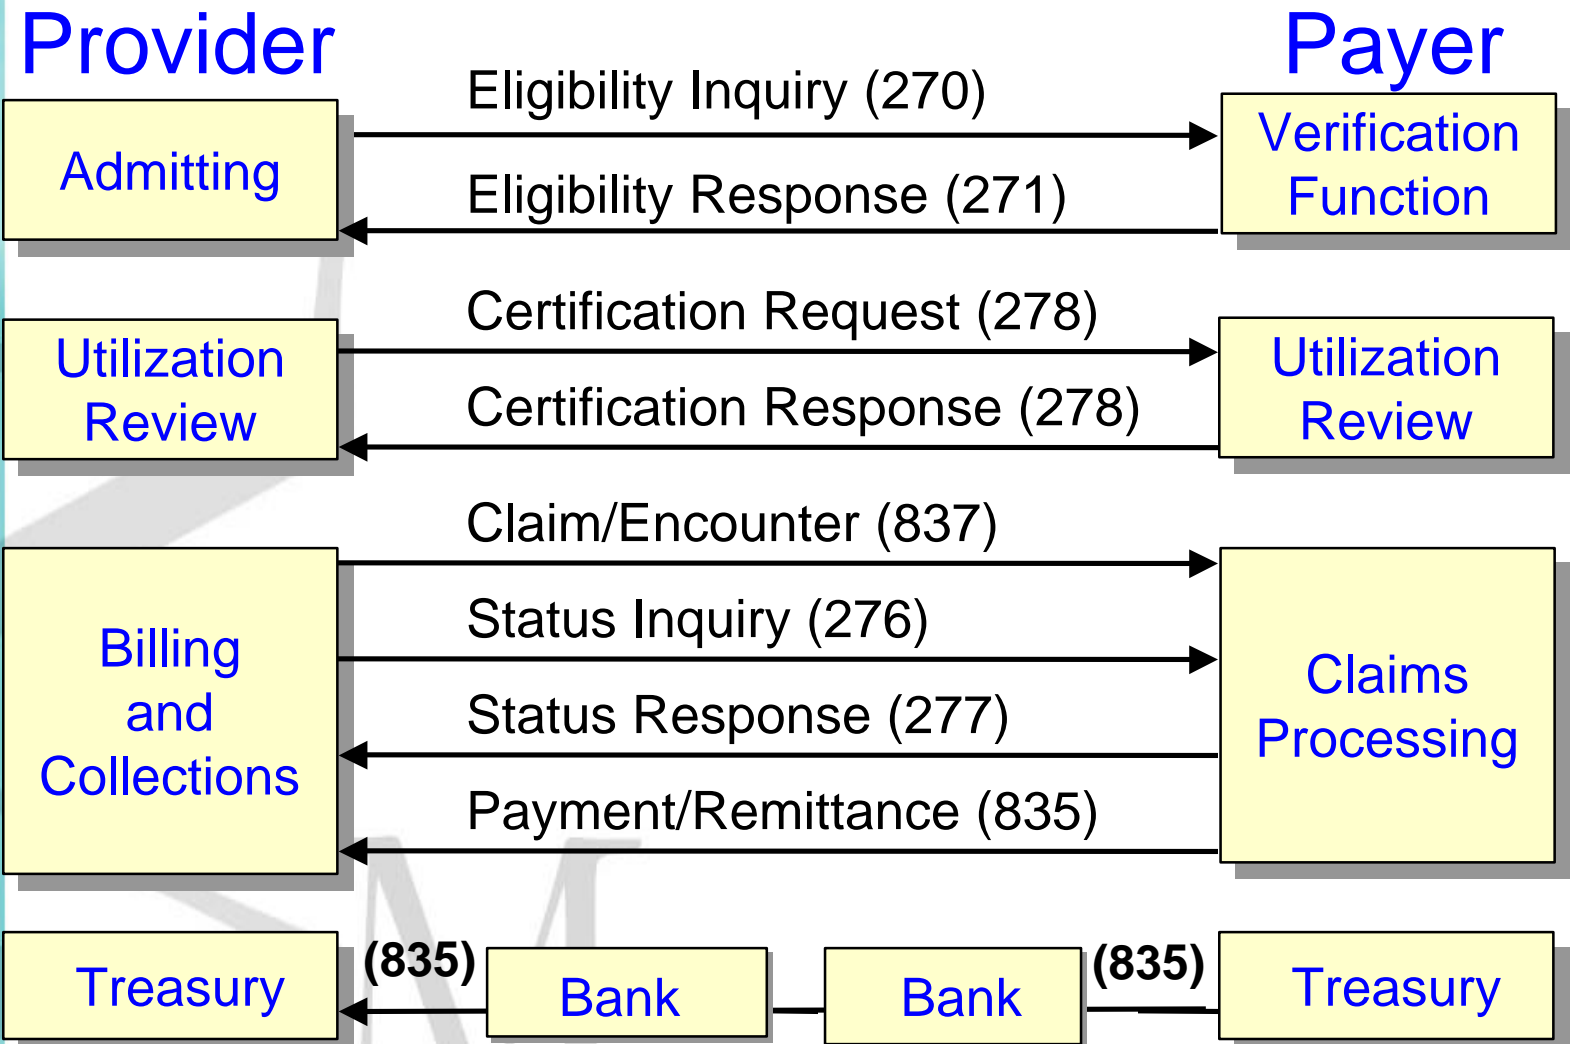 Provider
Payer
Eligibility Inquiry (270)
Admitting
Verification
Function
Eligibility Response (271)
Certification Request (278)
Utilization
Review
Utilization
Review
Certification Response (278)
Claim/Encounter (837)
Status Inquiry (276)
Billing
and
Collections
Claims
Processing
Status Response (277)
Payment/Remittance (835)
Treasury
(835)
Bank
Bank
(835)
Treasury